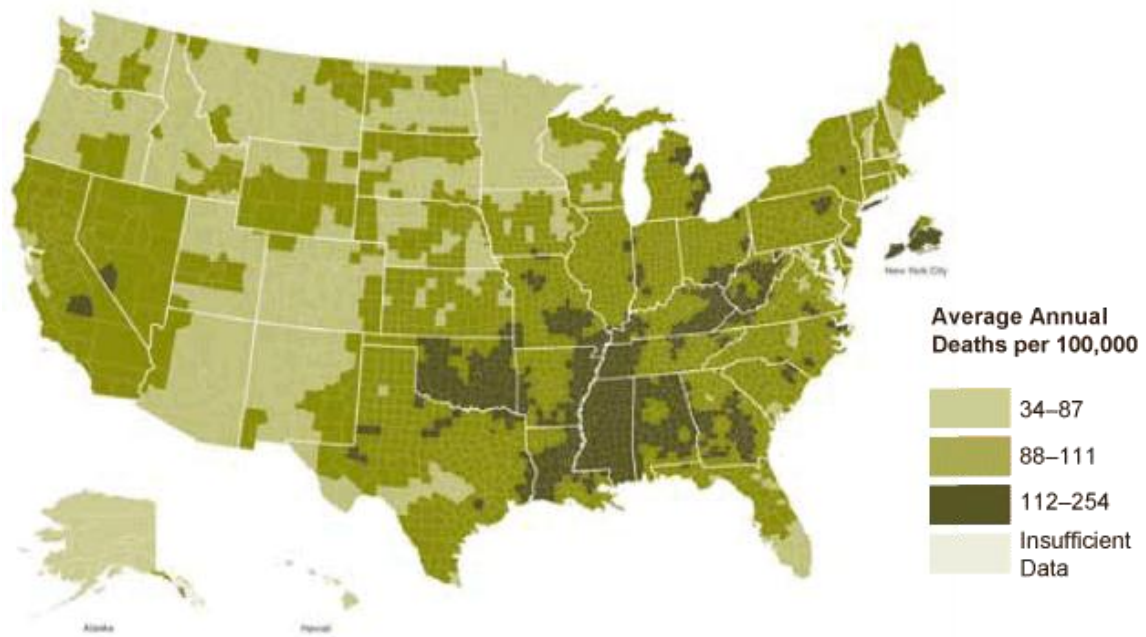 New York City
Average Annual
Deaths per 100,000
34–87
88–111
112–254
Insufficient
Data
Alaska
Hawaii